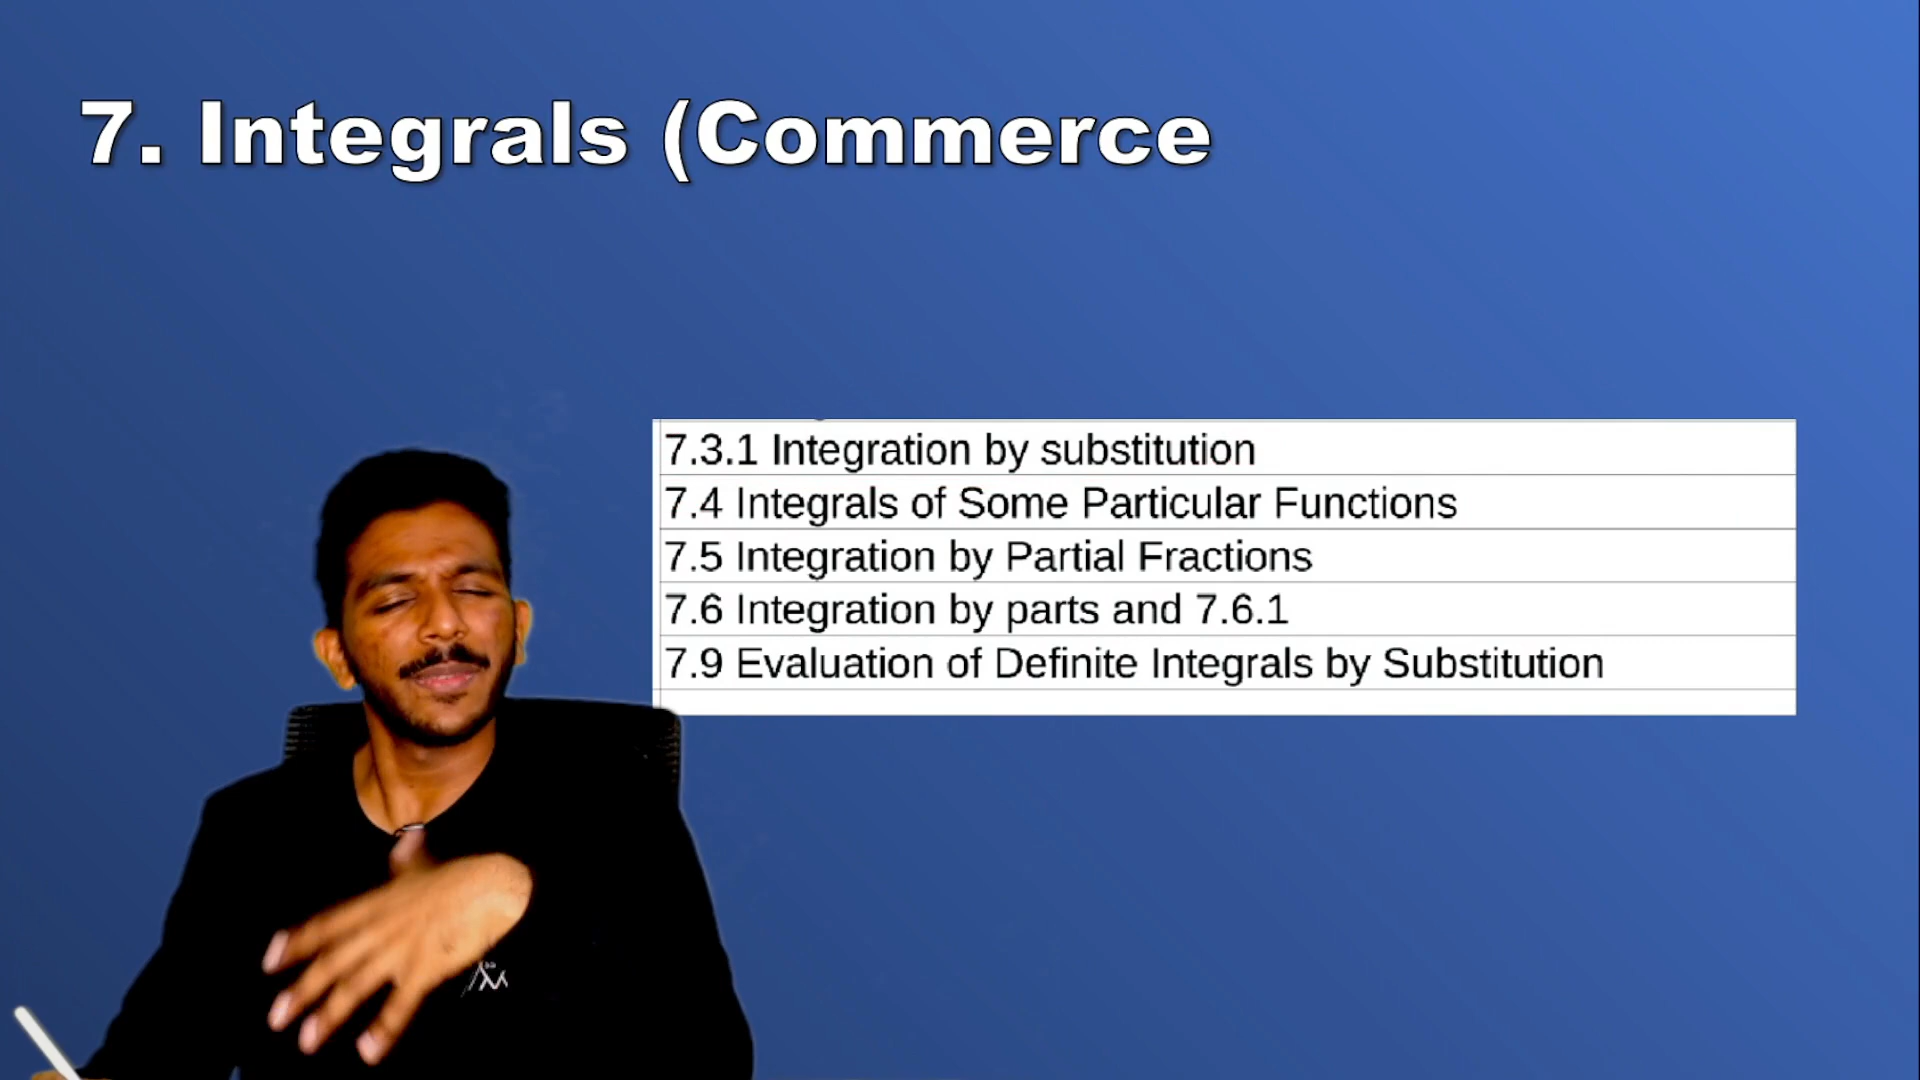 7. Integrals (Commerce
7.3.1 Integration by substitution
7.4 Integrals of Some Particular Functions
7.5 Integration by Partial Fractions
7.6 Integration by parts and 7.6.1
7.9 Evaluation of Definite Integrals by Substitution